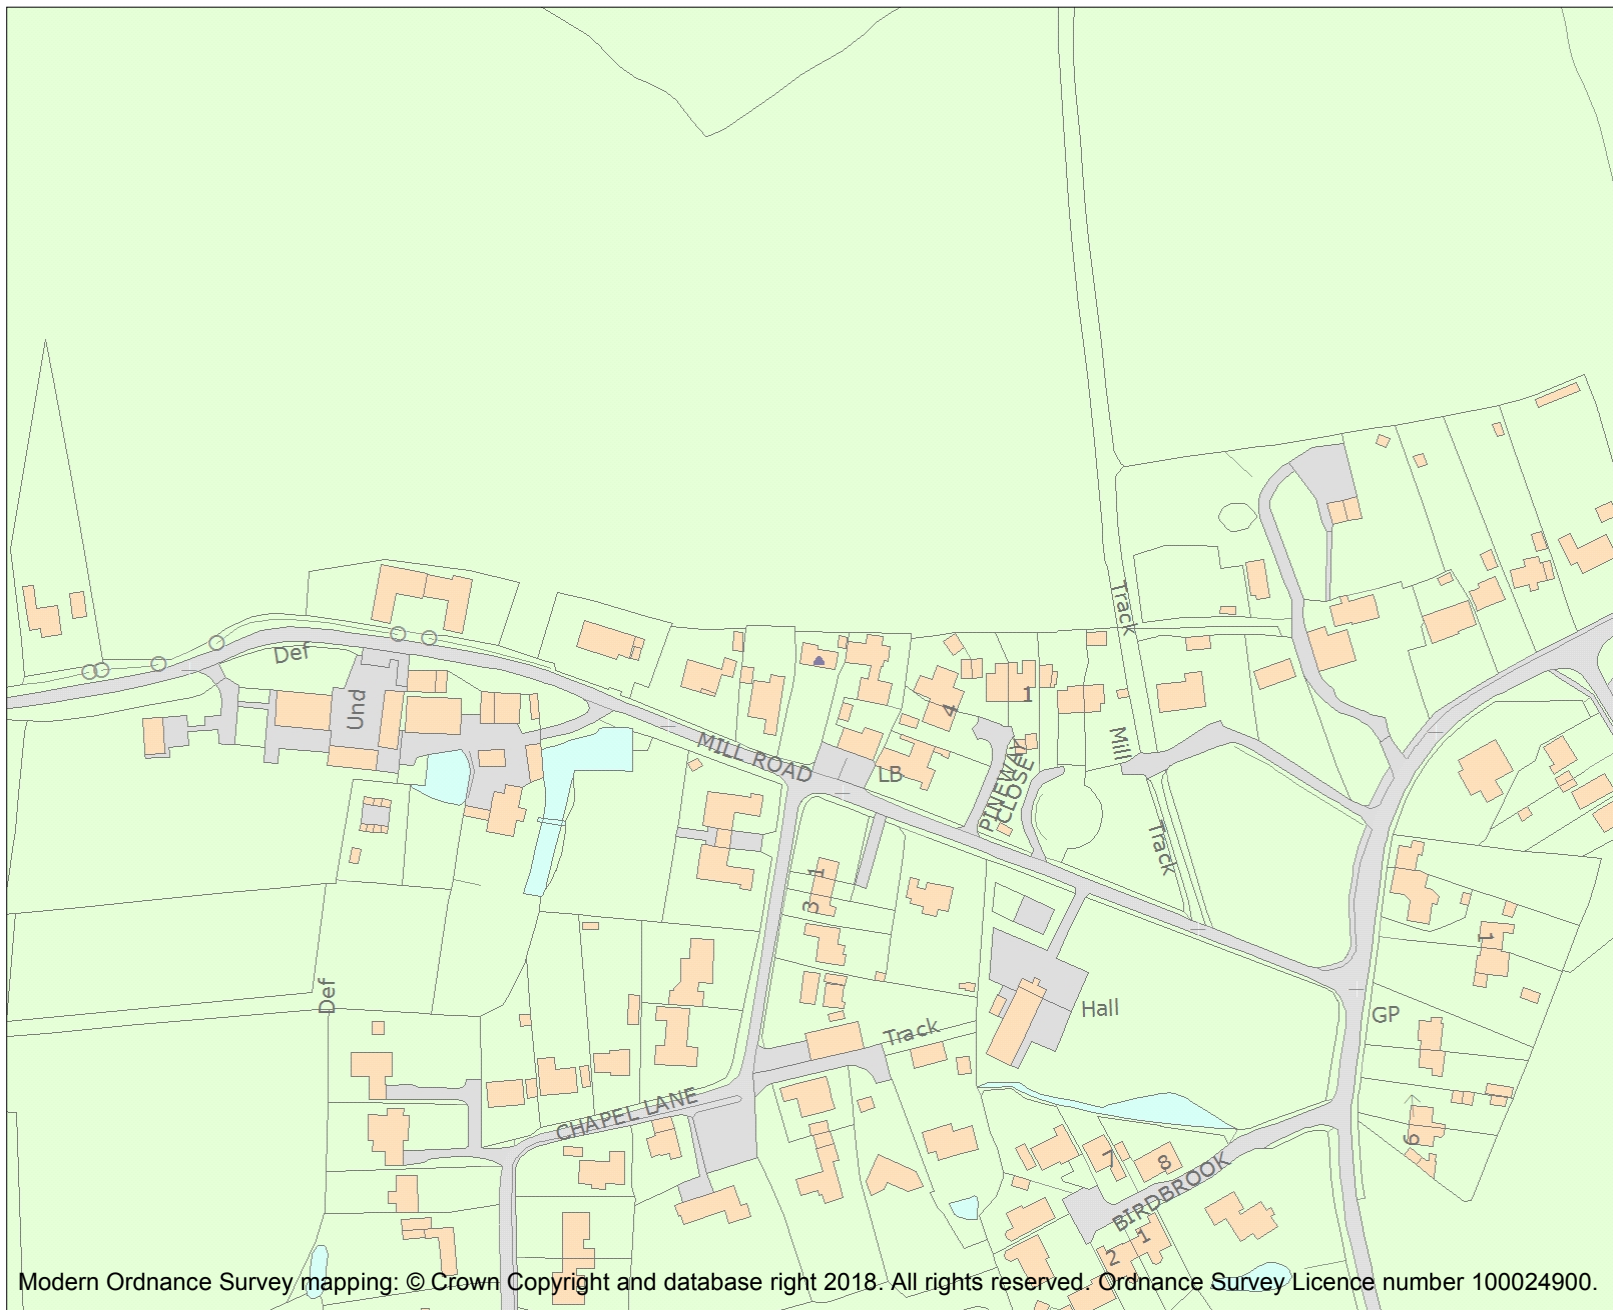 Track
Def
Und
MILL ROAD
LB
4
1
PINEWAY
CLOSE
Mill
Track
1
3
1
Def
Track
Hall
GP
CHAPEL LANE
7
8
BIRDBROOK
9
1
2
Modern Ordnance Survey mapping: © Crown Copyright and database right 2018. All rights reserved. Ordnance Survey Licence number 100024900.